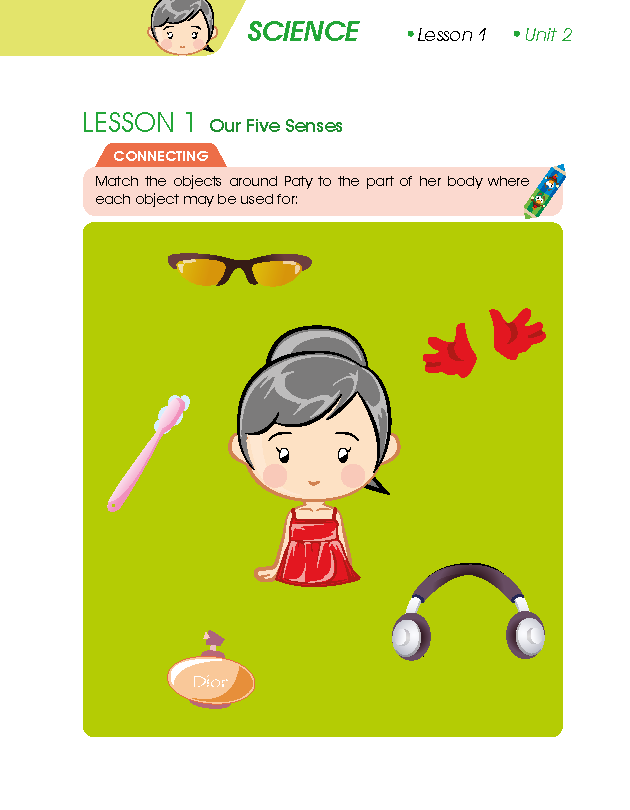 SCIENCE • Lesson 1 • Unit 2
LESSON 1 Our Five Senses
CONNECTING
Match the objects around Paty to the part of her body where
each object may be used for:
Dior